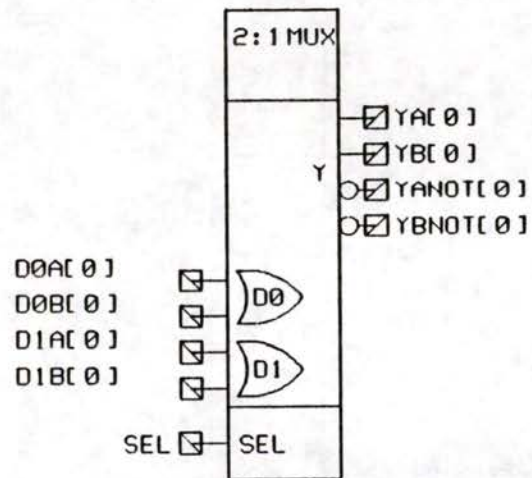 2:1 MUX
YA[0]
YB[0]
Y
YANOT[0]
YBNOT[0]
D0A[0]
D0B[0]
D0
D1A[0]
D1B[0]
D1
SEL
SEL